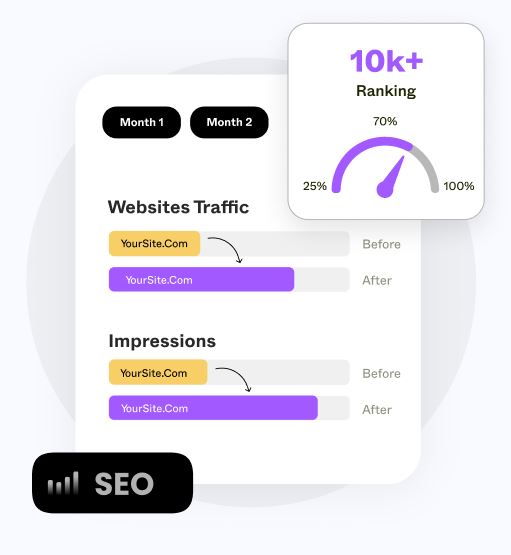 10k+
Ranking
70%
25%
100%
Month 1
Month 2
Websites Traffic
YourSite.Com
Before
YourSite.Com
After
Impressions
YourSite.Com
Before
YourSite.Com
After
SEO